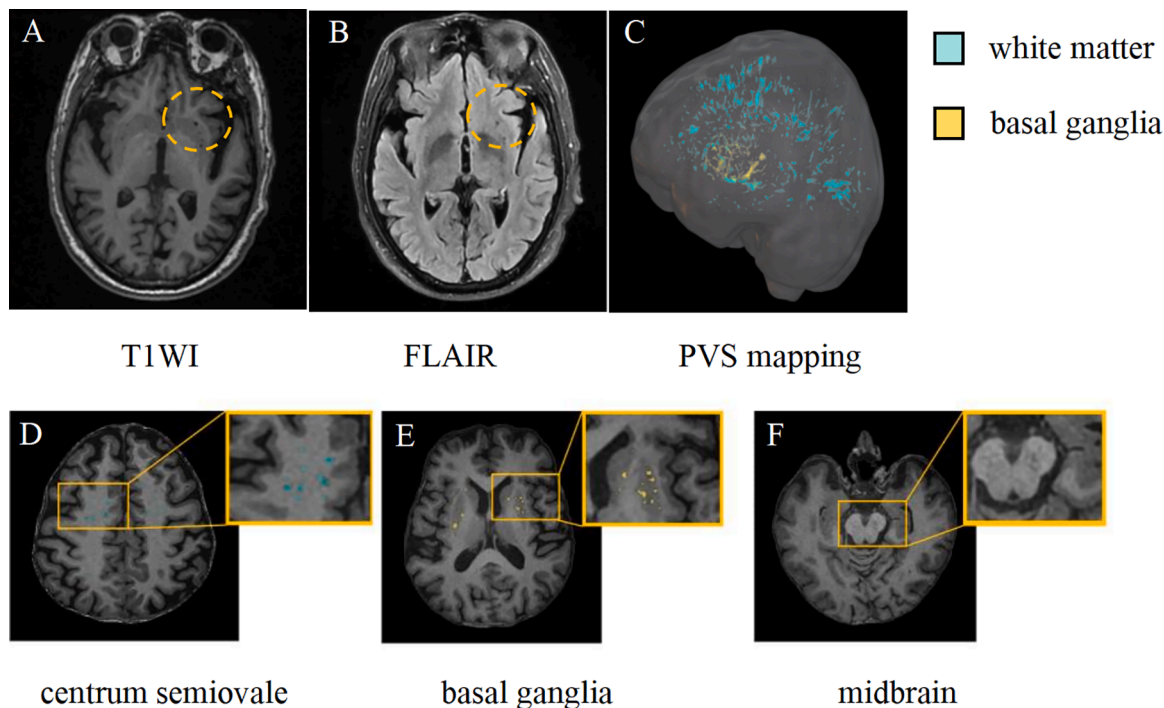 A
B
C
white matter
basal ganglia
T1WI
FLAIR
PVS mapping
D
E
F
centrum semiovale
basal ganglia
midbrain